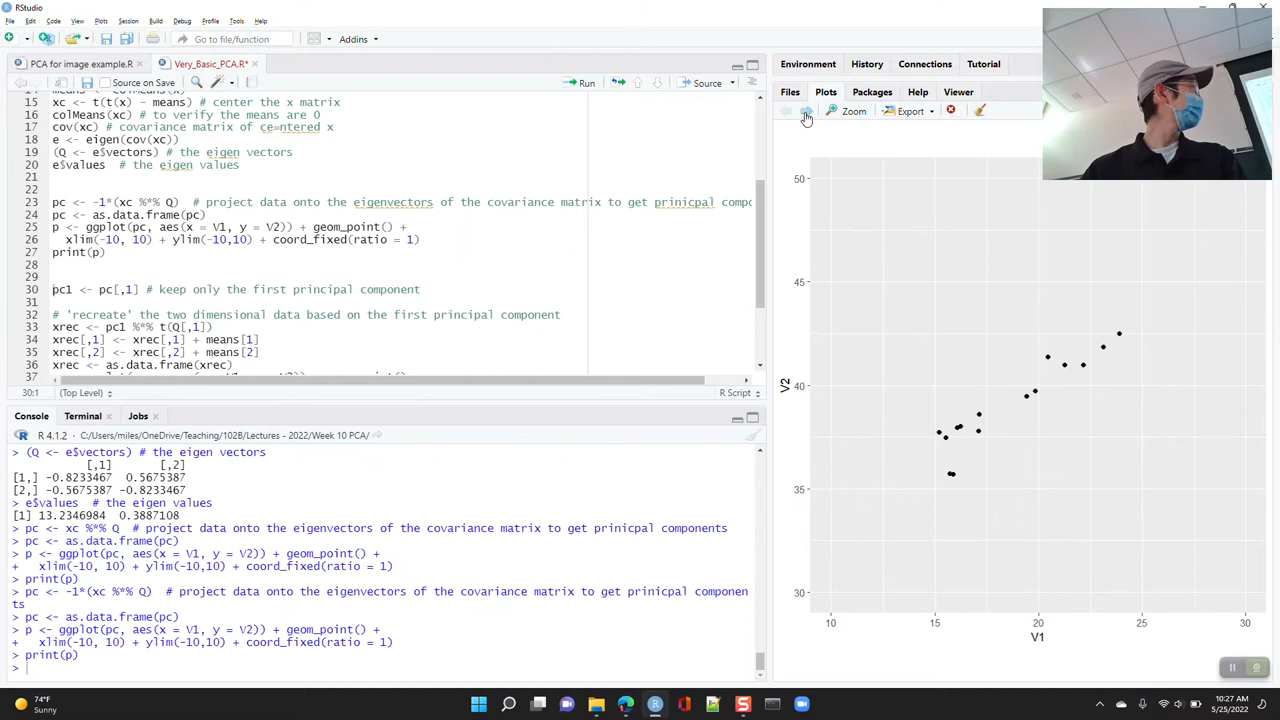 RStudio
File Edit Code View Plots Session Build Debug Profile Tools Help
Go to file/function Addins
PCA for image example.R Very_Basic_PCA.R*
Source on Save Run Source
15 xc <- t(t(x) - means) # center the x matrix
16 colMeans(xc) # to verify the means are 0
17 cov(xc) # covariance matrix of ce=ntered x
18 e <- eigen(cov(xc))
19 (Q <- e$vectors) # the eigen vectors
20 e$values # the eigen values
21
22
23 pc <- -1*(xc %*% Q) # project data onto the eigenvectors of the covariance matrix to get prinicpal compo
24 pc <- as.data.frame(pc)
25 p <- ggplot(pc, aes(x = V1, y = V2)) + geom_point() +
26 xlim(-10, 10) + ylim(-10,10) + coord_fixed(ratio = 1)
27 print(p)
28
29
30 pc1 <- pc[,1] # keep only the first principal component
31
32 # 'recreate' the two dimensional data based on the first principal component
33 xrec <- pc1 %*% t(Q[,1])
34 xrec[,1] <- xrec[,1] + means[1]
35 xrec[,2] <- xrec[,2] + means[2]
36 xrec <- as.data.frame(xrec)
37
30:1 (Top Level) R Script
Console Terminal Jobs
R 4.1.2 · C:/Users/miles/OneDrive/Teaching/102B/Lectures - 2022/Week 10 PCA/
> (Q <- e$vectors) # the eigen vectors
[,1] [,2]
[1,] -0.8233467 0.5675387
[2,] -0.5675387 -0.8233467
> e$values # the eigen values
[1] 13.2346984 0.3887108
> pc <- xc %*% Q # project data onto the eigenvectors of the covariance matrix to get prinicpal components
> pc <- as.data.frame(pc)
> p <- ggplot(pc, aes(x = V1, y = V2)) + geom_point() +
+ xlim(-10, 10) + ylim(-10,10) + coord_fixed(ratio = 1)
> print(p)
> pc <- -1*(xc %*% Q) # project data onto the eigenvectors of the covariance matrix to get prinicpal componen
ts
> pc <- as.data.frame(pc)
> p <- ggplot(pc, aes(x = V1, y = V2)) + geom_point() +
+ xlim(-10, 10) + ylim(-10,10) + coord_fixed(ratio = 1)
> print(p)
>
Environment History Connections Tutorial
Files Plots Packages Help Viewer
Zoom Export
50
45
40
35
30
V2
10 15 20 25 30
V1
74°F
Sunny
10:27 AM
5/25/2022